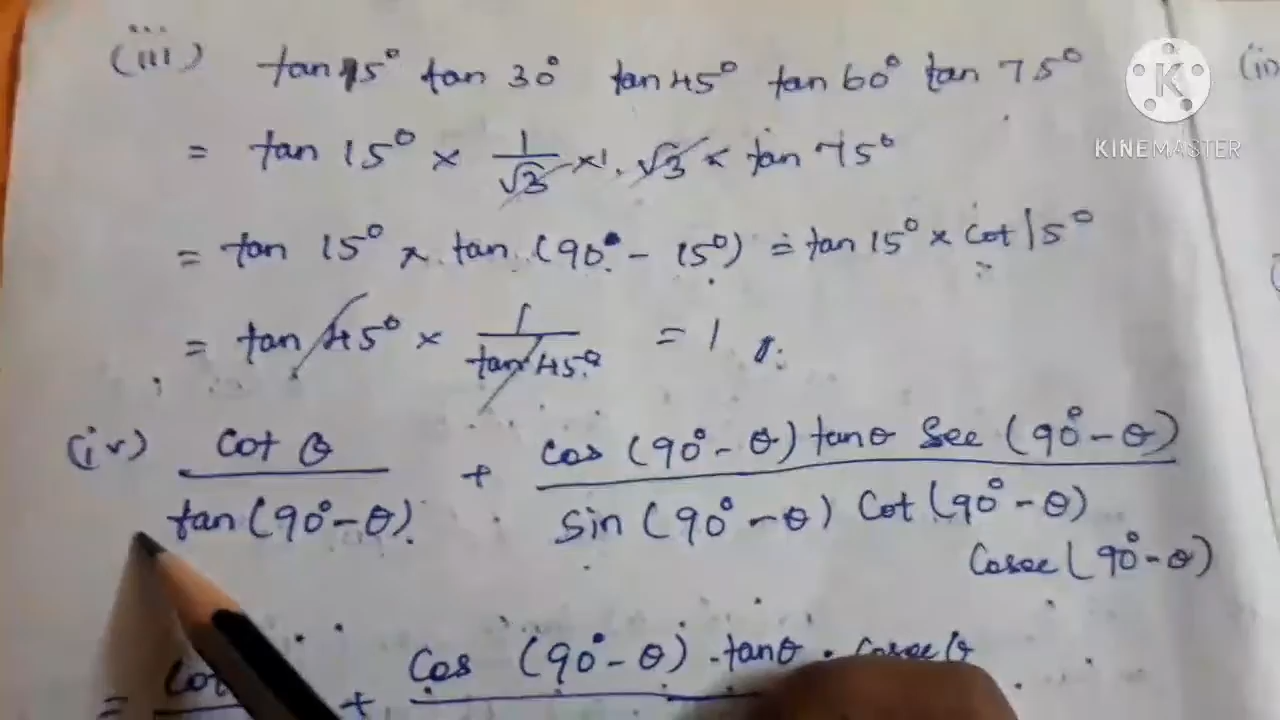 (iii) tan 15° tan 30° tan 45° tan 60° tan 75°
= tan 15° × 1/√3 × 1 . √3 × tan 75°
= tan 15° × tan (90° - 15°) = tan 15° × cot 15°
= tan 45° × 1/tan 45° = 1
(iv) cot θ / tan (90° - θ) + cos (90° - θ) tan θ Sec (90° - θ) / sin (90° - θ) cot (90° - θ) Cosec (90° - θ)
= cot + cos (90° - θ) . tan θ . Cosec θ
K
KINEMASTER